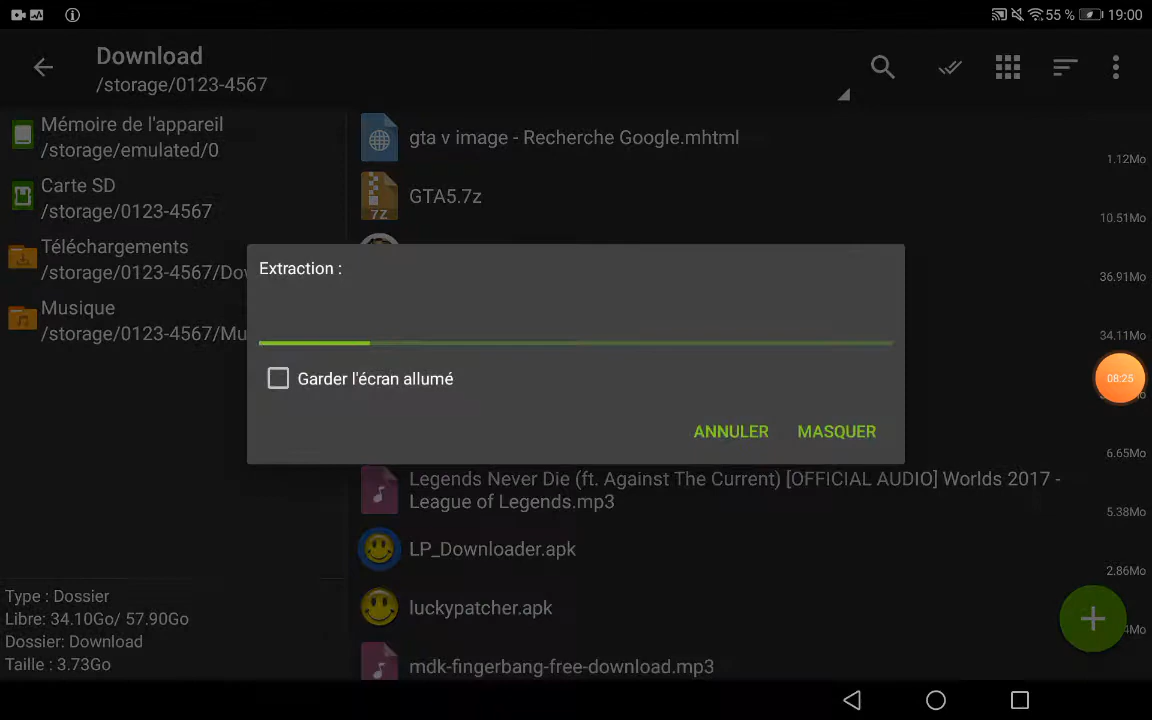 55 % 19:00
Download
/storage/0123-4567
Mémoire de l'appareil
/storage/emulated/0
Carte SD
/storage/0123-4567
Téléchargements
/storage/0123-4567/Dow
Musique
/storage/0123-4567/Mu
Type : Dossier
Libre: 34.10Go/ 57.90Go
Dossier: Download
Taille : 3.73Go
gta v image - Recherche Google.mhtml
1.12Mo
7Z
GTA5.7z
10.51Mo
36.91Mo
34.11Mo
Extraction :
Garder l'écran allumé
ANNULER MASQUER
08:25
6.65Mo
Legends Never Die (ft. Against The Current) [OFFICIAL AUDIO] Worlds 2017 -
League of Legends.mp3
5.38Mo
LP_Downloader.apk
2.86Mo
luckypatcher.apk
mdk-fingerbang-free-download.mp3